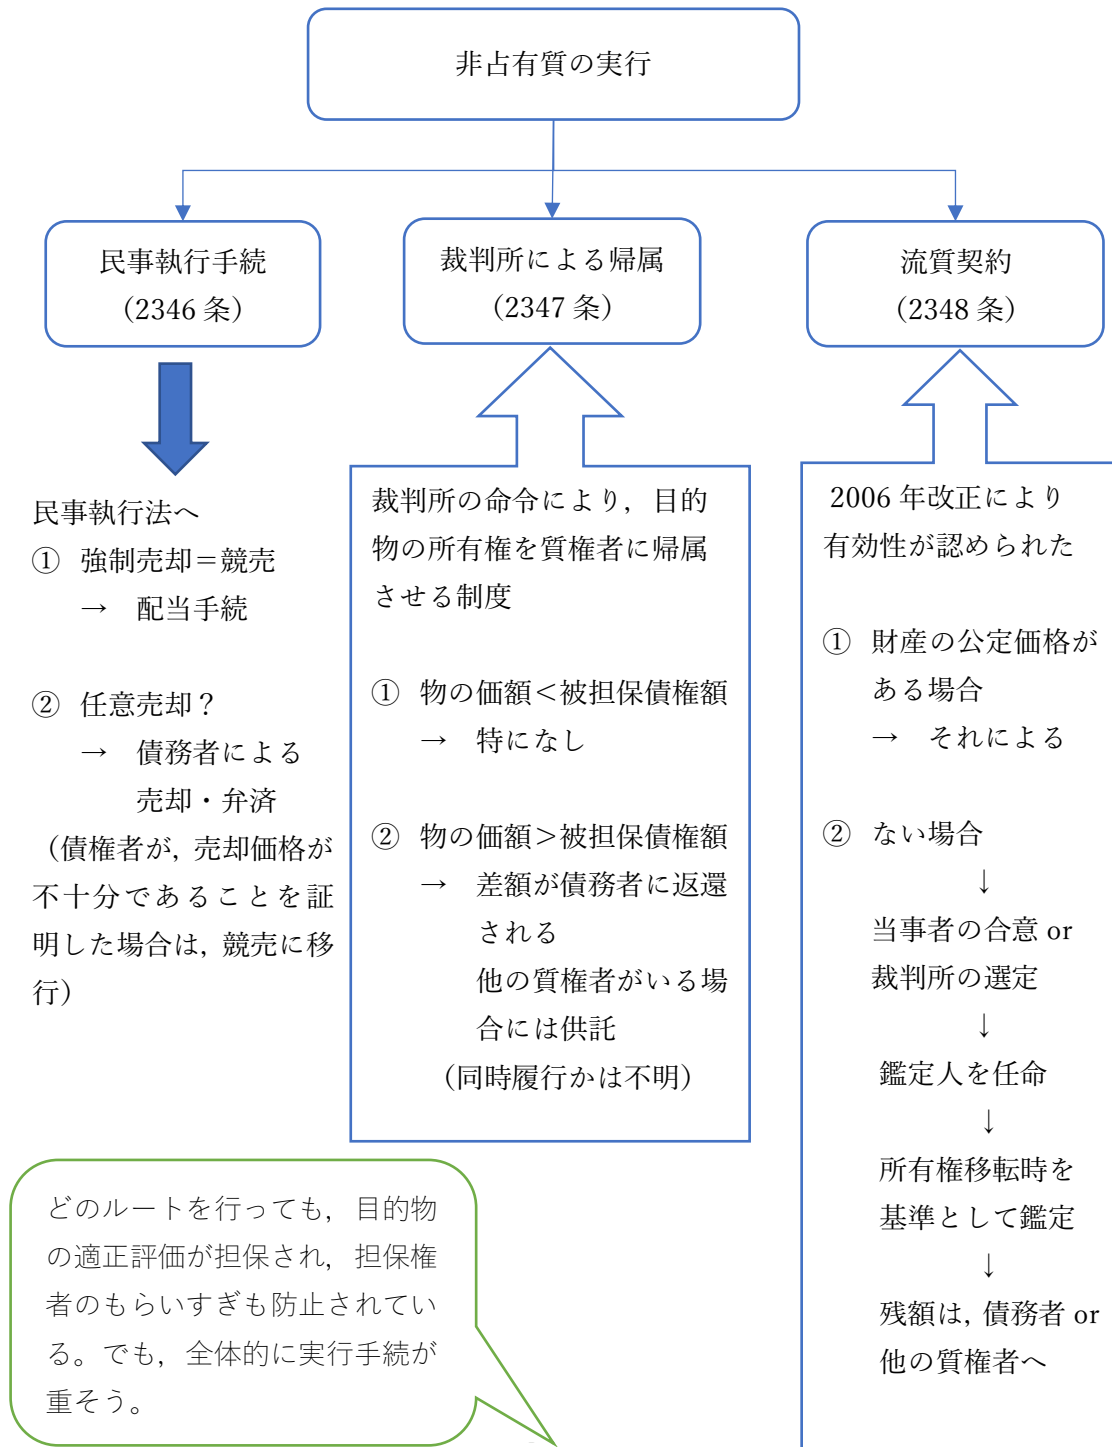 非占有質の実行
民事執行手続
（2346 条）
裁判所による帰属
（2347 条）
流質契約
（2348 条）
民事執行法へ
① 強制売却＝競売
→ 配当手続
② 任意売却？
→ 債務者による
売却・弁済
（債権者が，売却価格が
不十分であることを証
明した場合は，競売に移
行）
裁判所の命令により，目的
物の所有権を質権者に帰属
させる制度
① 物の価額＜被担保債権額
→ 特になし
② 物の価額＞被担保債権額
→ 差額が債務者に返還
される
他の質権者がいる場
合には供託
（同時履行かは不明）
2006 年改正により
有効性が認められた
① 財産の公定価格が
ある場合
→ それによる
② ない場合
↓
当事者の合意 or
裁判所の選定
↓
鑑定人を任命
↓
所有権移転時を
基準として鑑定
↓
残額は，債務者 or
他の質権者へ
どのルートを行っても，目的物
の適正評価が担保され，担保権
者のもらいすぎも防止されてい
る。でも，全体的に実行手続が
重そう。